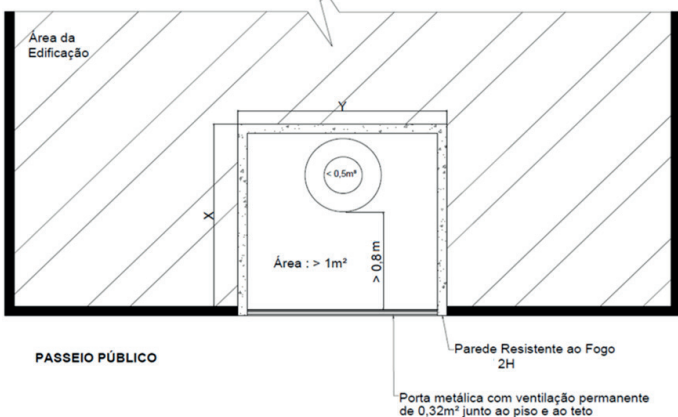 Área da
Edificação
Y
< 0,5m³
X
Área : > 1m²
> 0,8 m
PASSEIO PÚBLICO
Parede Resistente ao Fogo
2H
Porta metálica com ventilação permanente
de 0,32m² junto ao piso e ao teto